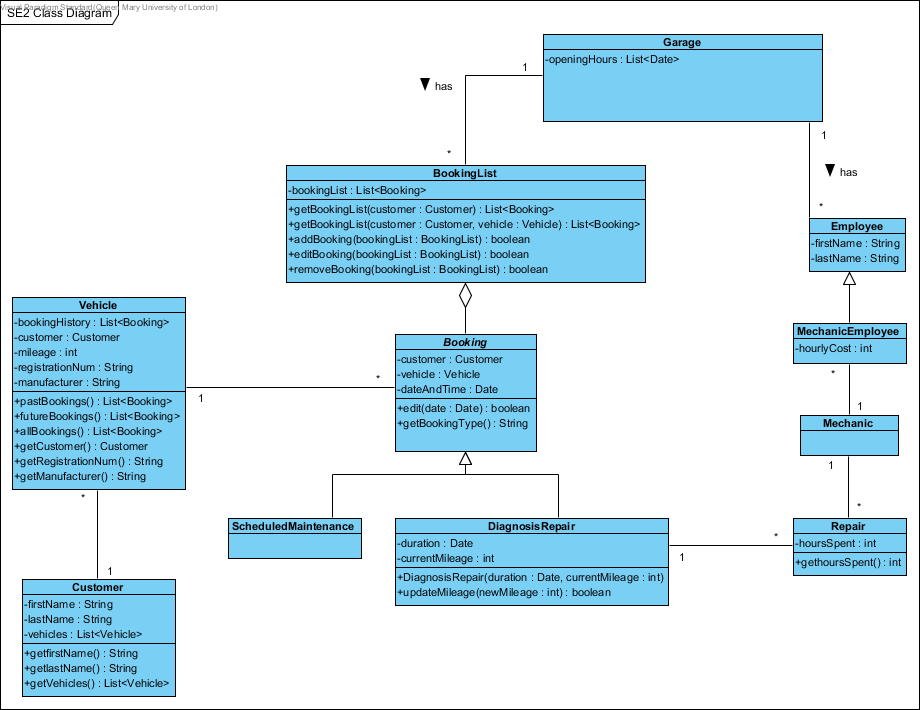 Visual Paradigm Standard(Queen Mary University of London)
SE2 Class Diagram
Garage
-openingHours : List<Date>
1
has
*
1
has
*
BookingList
-bookingList : List<Booking>
+getBookingList(customer : Customer) : List<Booking>
+getBookingList(customer : Customer, vehicle : Vehicle) : List<Booking>
+addBooking(bookingList : BookingList) : boolean
+editBooking(bookingList : BookingList) : boolean
+removeBooking(bookingList : BookingList) : boolean
Employee
-firstName : String
-lastName : String
Vehicle
-bookingHistory : List<Booking>
-customer : Customer
-mileage : int
-registrationNum : String
-manufacturer : String
+pastBookings() : List<Booking>
+futureBookings() : List<Booking>
+allBookings() : List<Booking>
+getCustomer() : Customer
+getRegistrationNum() : String
+getManufacturer() : String
1
*
Booking
-customer : Customer
-vehicle : Vehicle
-dateAndTime : Date
+edit(date : Date) : boolean
+getBookingType() : String
MechanicEmployee
-hourlyCost : int
*
1
Mechanic
1
*
ScheduledMaintenance
DiagnosisRepair
-duration : Date
-currentMileage : int
+DiagnosisRepair(duration : Date, currentMileage : int)
+updateMileage(newMileage : int) : boolean
1
*
Repair
-hoursSpent : int
+gethoursSpent() : int
*
1
Customer
-firstName : String
-lastName : String
-vehicles : List<Vehicle>
+getfirstName() : String
+getlastName() : String
+getVehicles() : List<Vehicle>